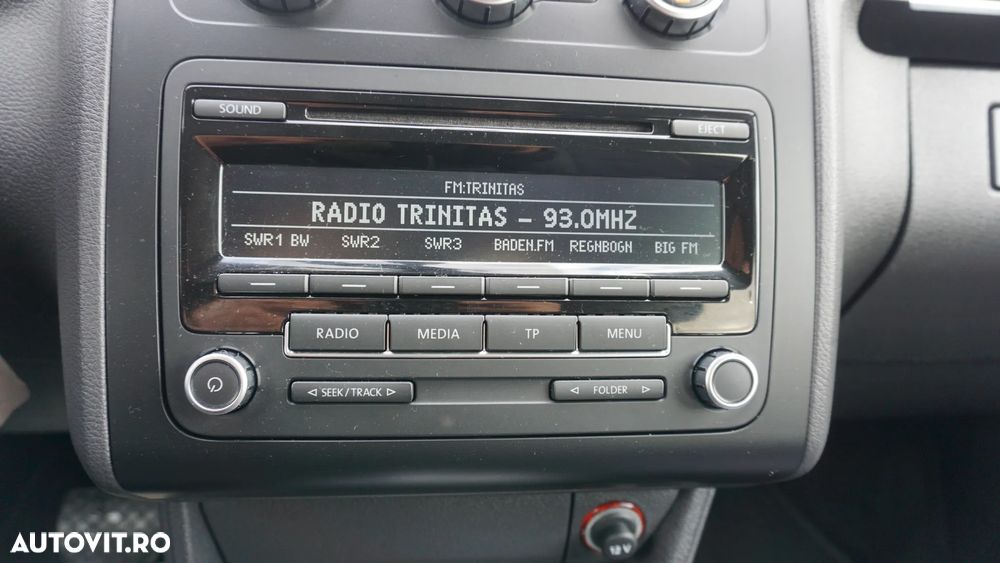 SOUND
EJECT
FM:TRINITAS
RADIO TRINITAS - 93.0MHZ
SWR1 BW SWR2 SWR3 BADEN.FM REGNBOGN BIG FM
RADIO MEDIA TP MENU
◁ SEEK/TRACK ▷
◁ FOLDER ▷
12V
AUTOVIT.RO